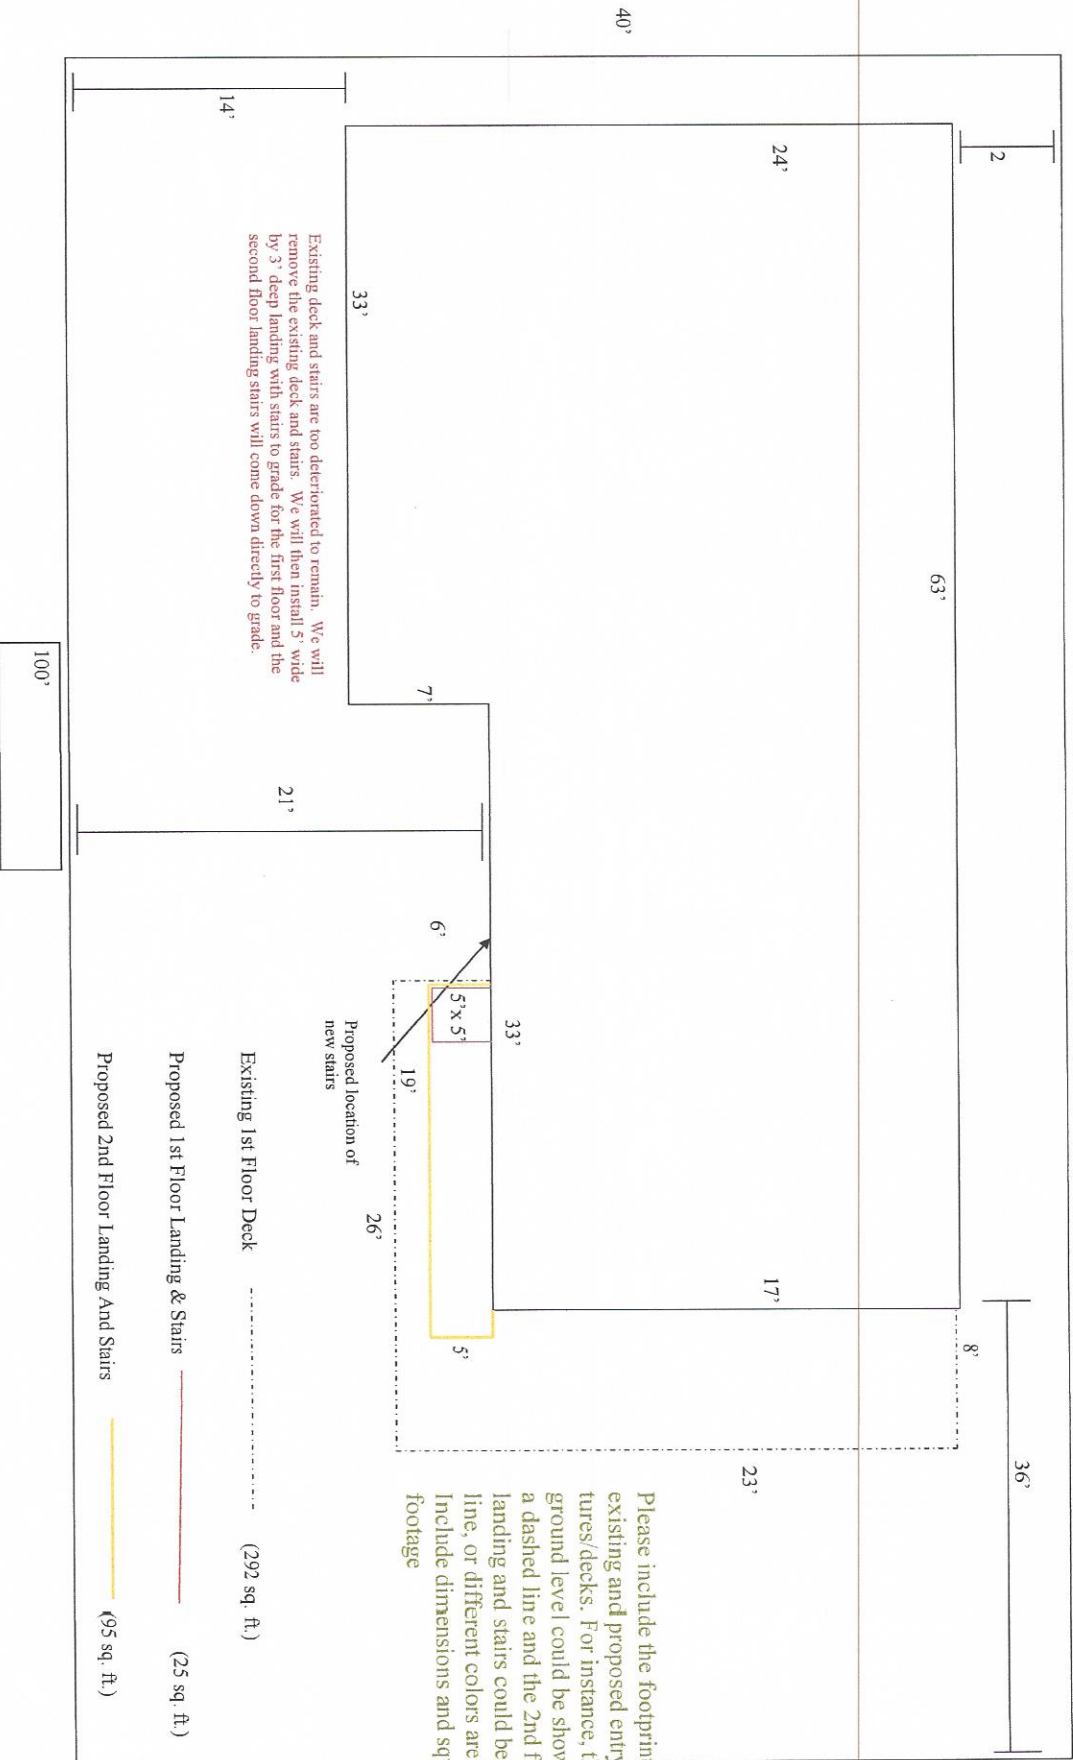 40'
2
14'
24'
63'
33'
Existing deck and stairs are too deteriorated to remain. We will
remove the existing deck and stairs. We will then install 5' wide
by 3' deep landing with stairs to grade for the first floor and the
second floor landing stairs will come down directly to grade.
7'
100'
21'
6'
5'x 5'
33'
19'
Proposed location of
new stairs
26'
17'
5'
8'
36'
23'
Existing 1st Floor Deck
(292 sq. ft.)
Proposed 1st Floor Landing & Stairs
(25 sq. ft.)
Proposed 2nd Floor Landing And Stairs
(95 sq. ft.)
Please include the footprin
existing and proposed entry
tures/decks. For instance, t
ground level could be show
a dashed line and the 2nd f
landing and stairs could be
line, or different colors are
Include dimensions and sq
footage